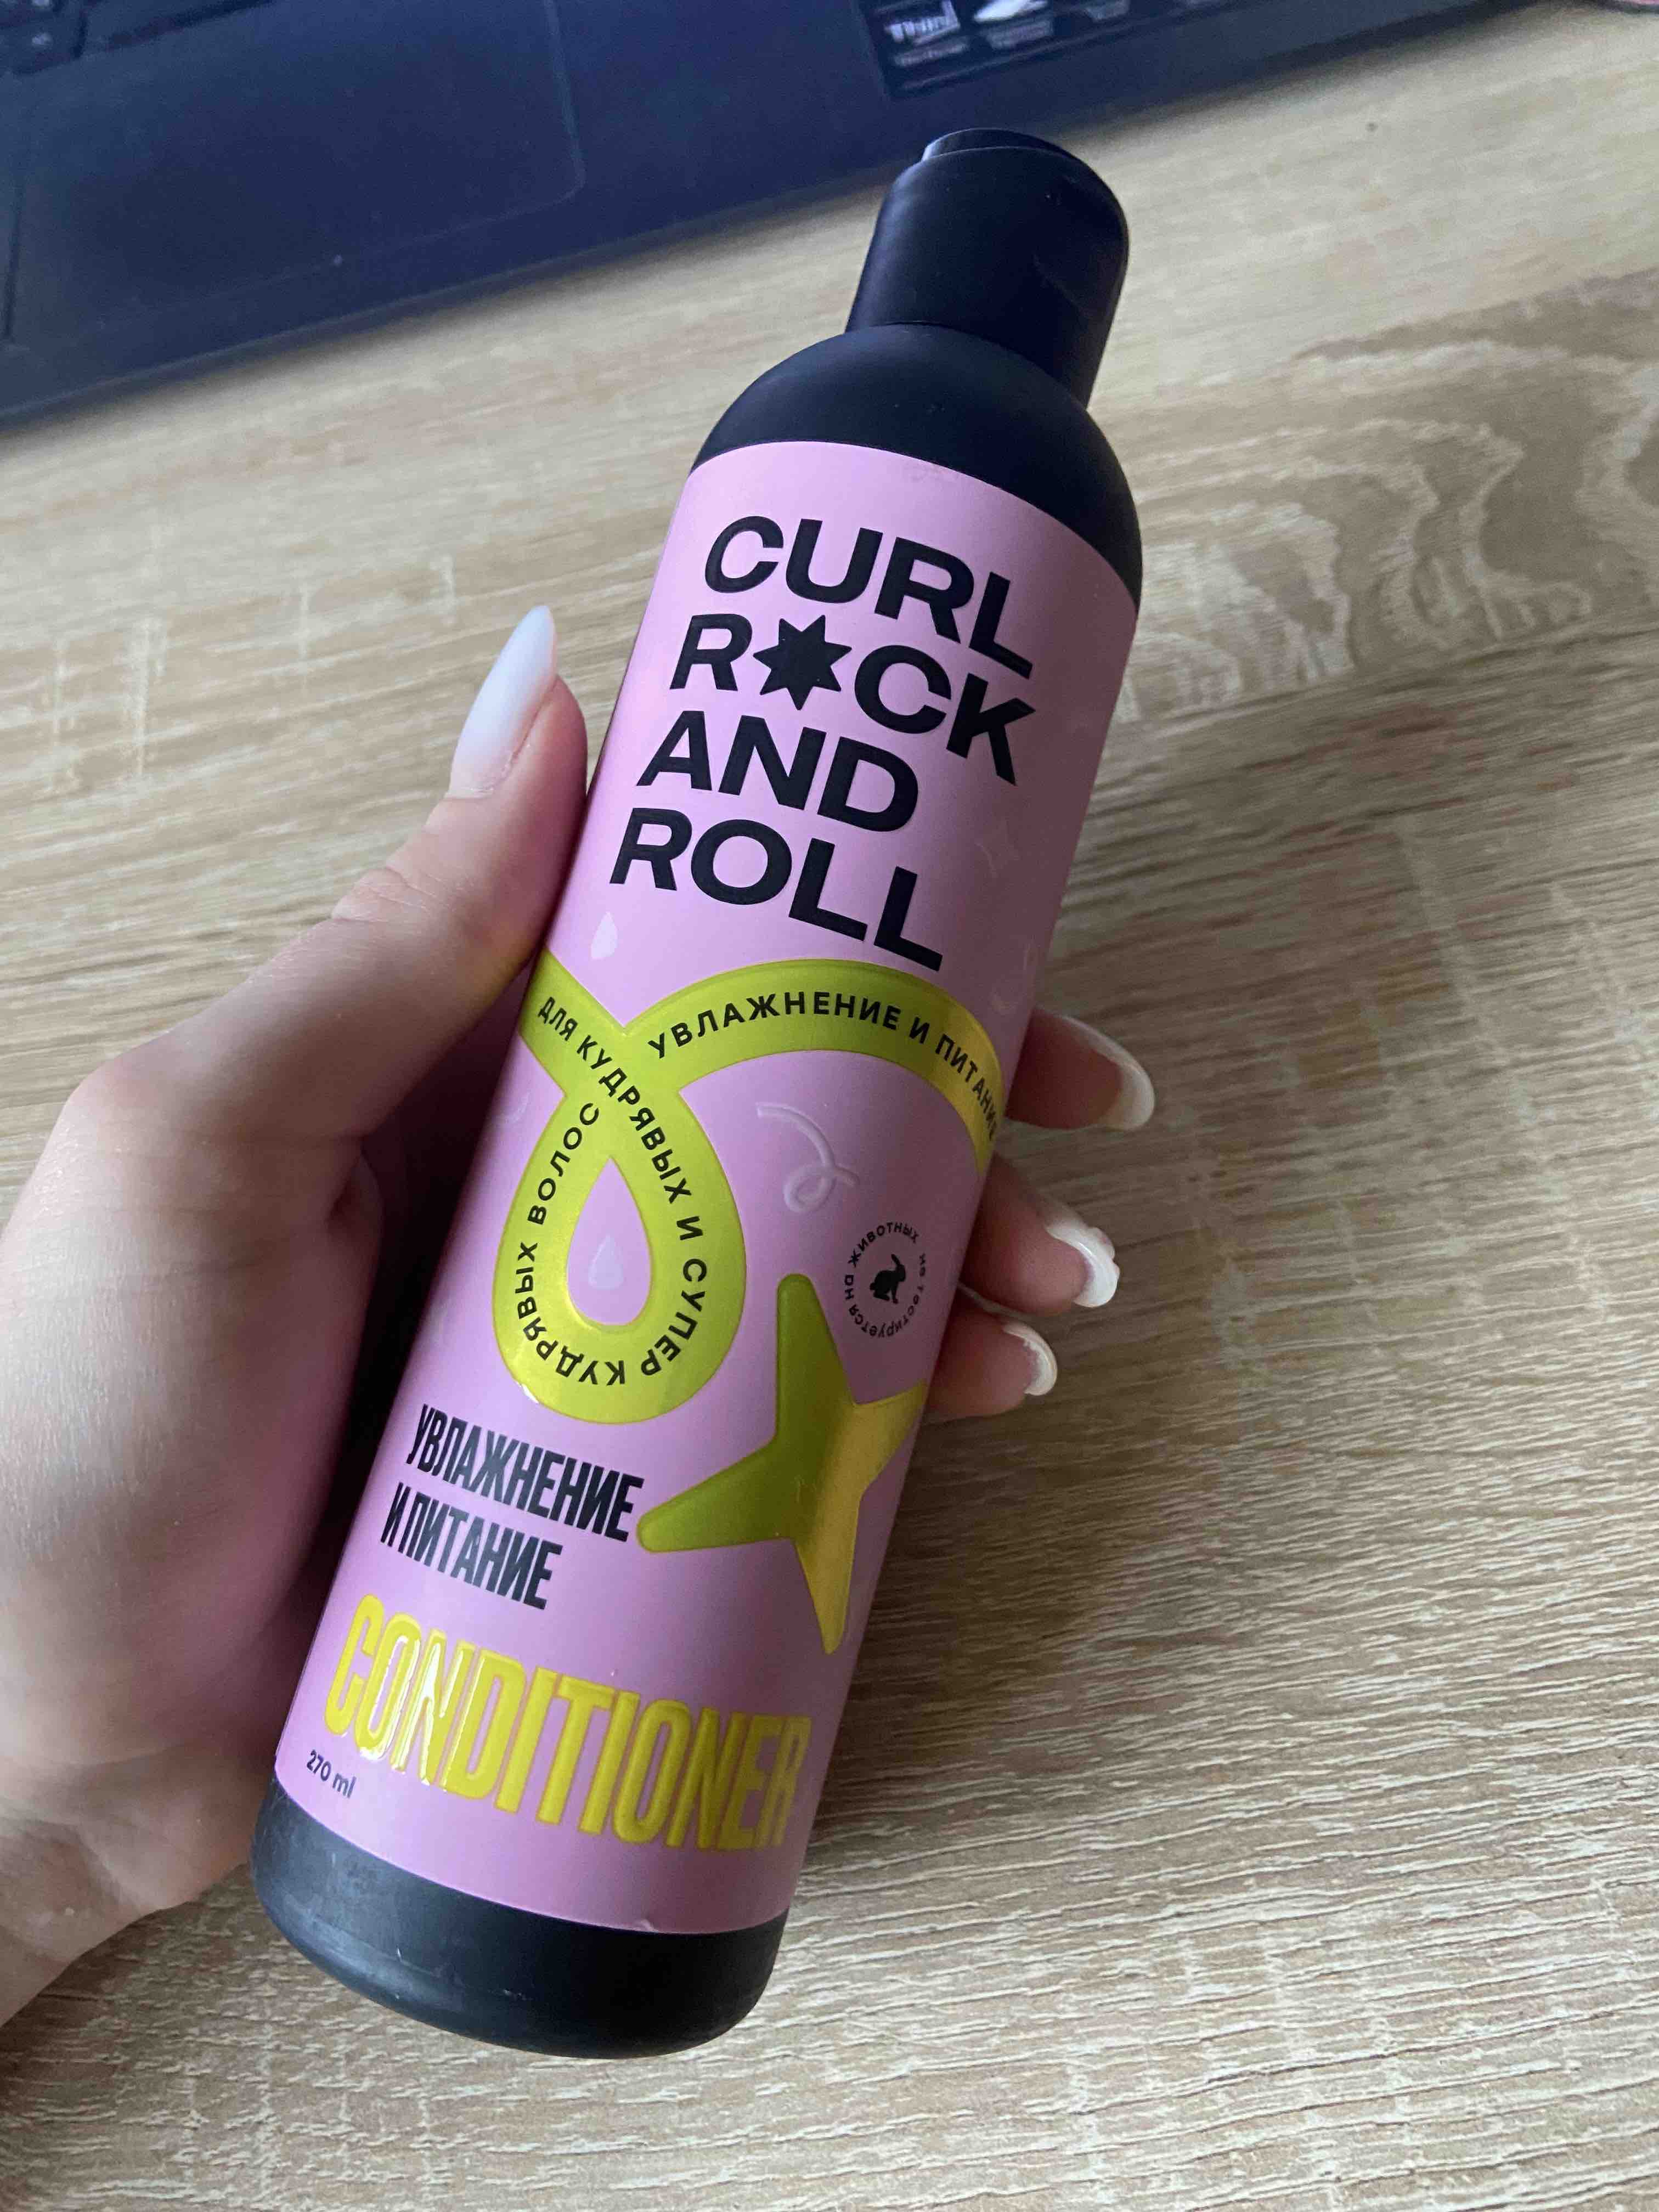 CURL
R✶CK
AND
ROLL
ДЛЯ КУДРЯВЫХ И СУПЕР КУДРЯВЫХ ВОЛОС
УВЛАЖНЕНИЕ И ПИТАНИЕ
не тестируется на животных
УВЛАЖНЕНИЕ
И ПИТАНИЕ
CONDITIONER
270 ml